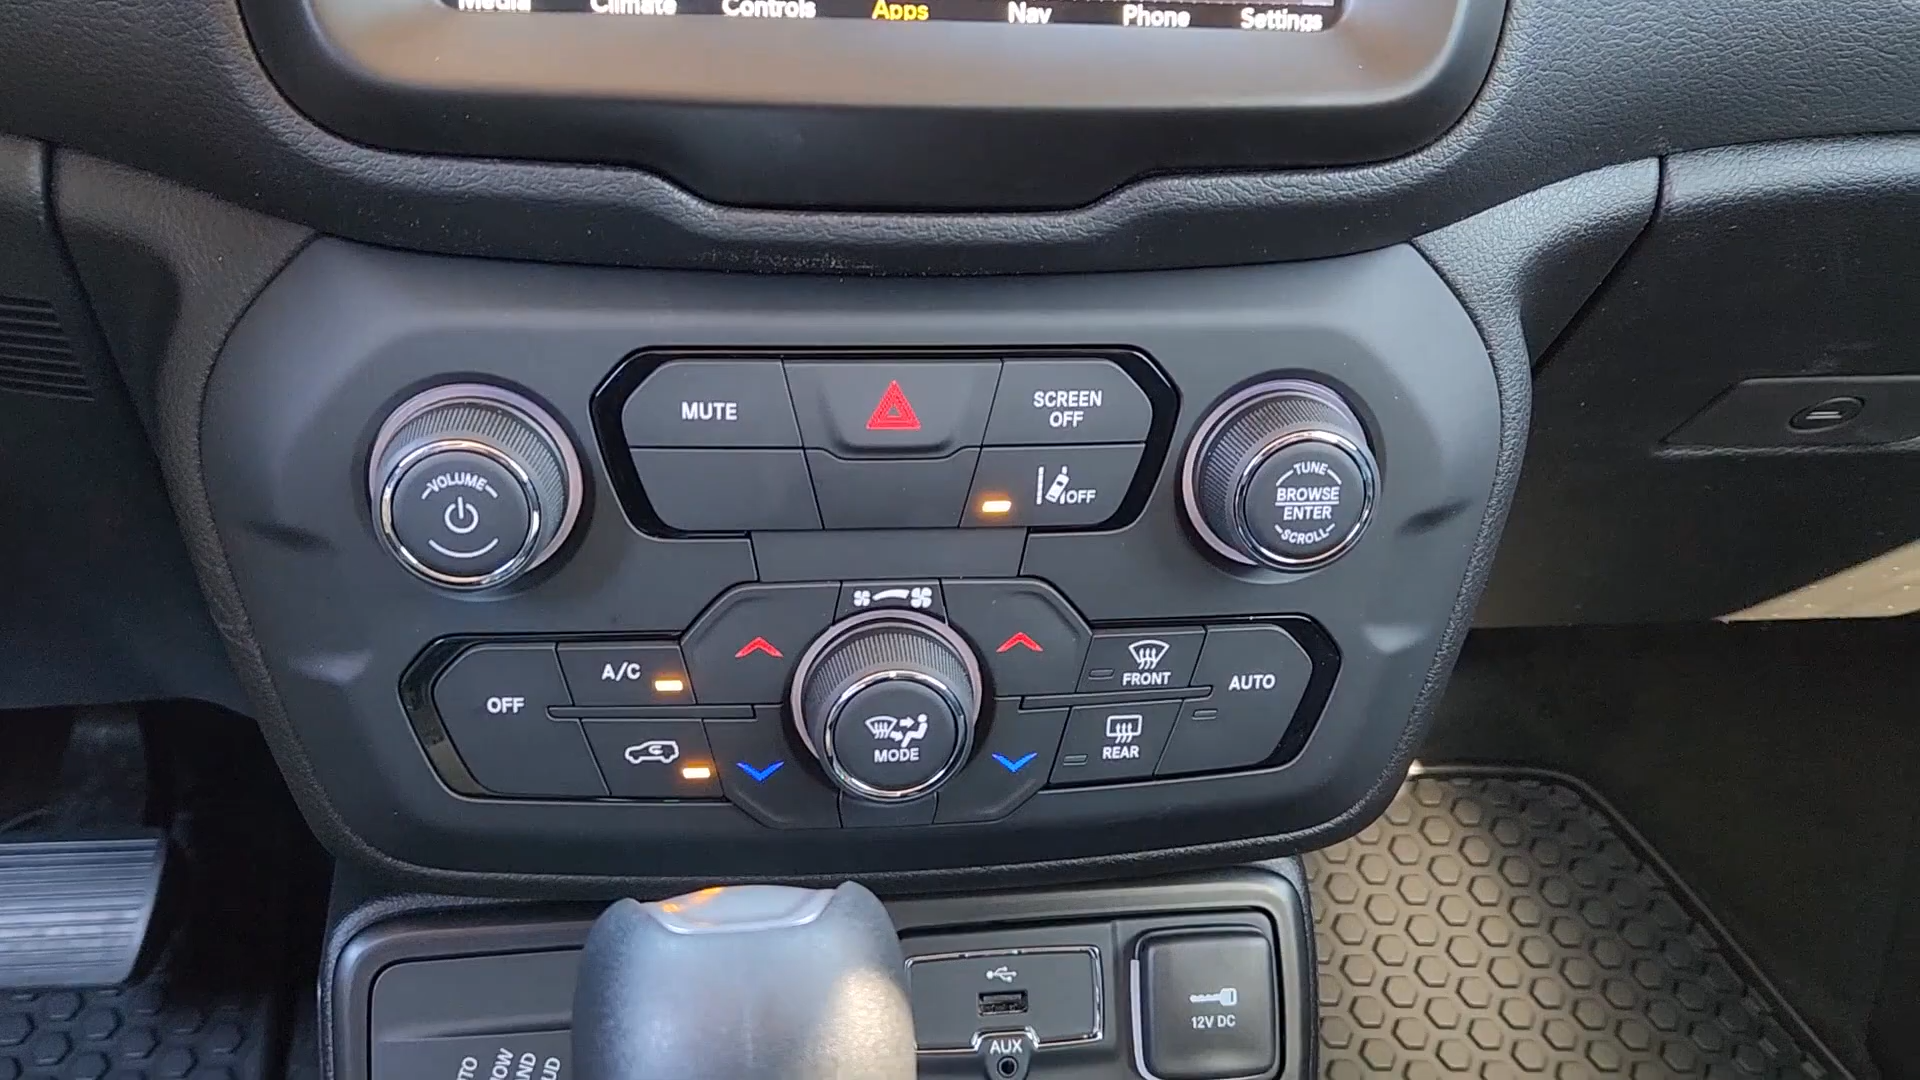 Media Climate Controls Apps Nav Phone Settings
MUTE
SCREEN
OFF
VOLUME
OFF
TUNE
BROWSE
ENTER
SCROLL
OFF
A/C
MODE
FRONT
REAR
AUTO
12V DC
AUX